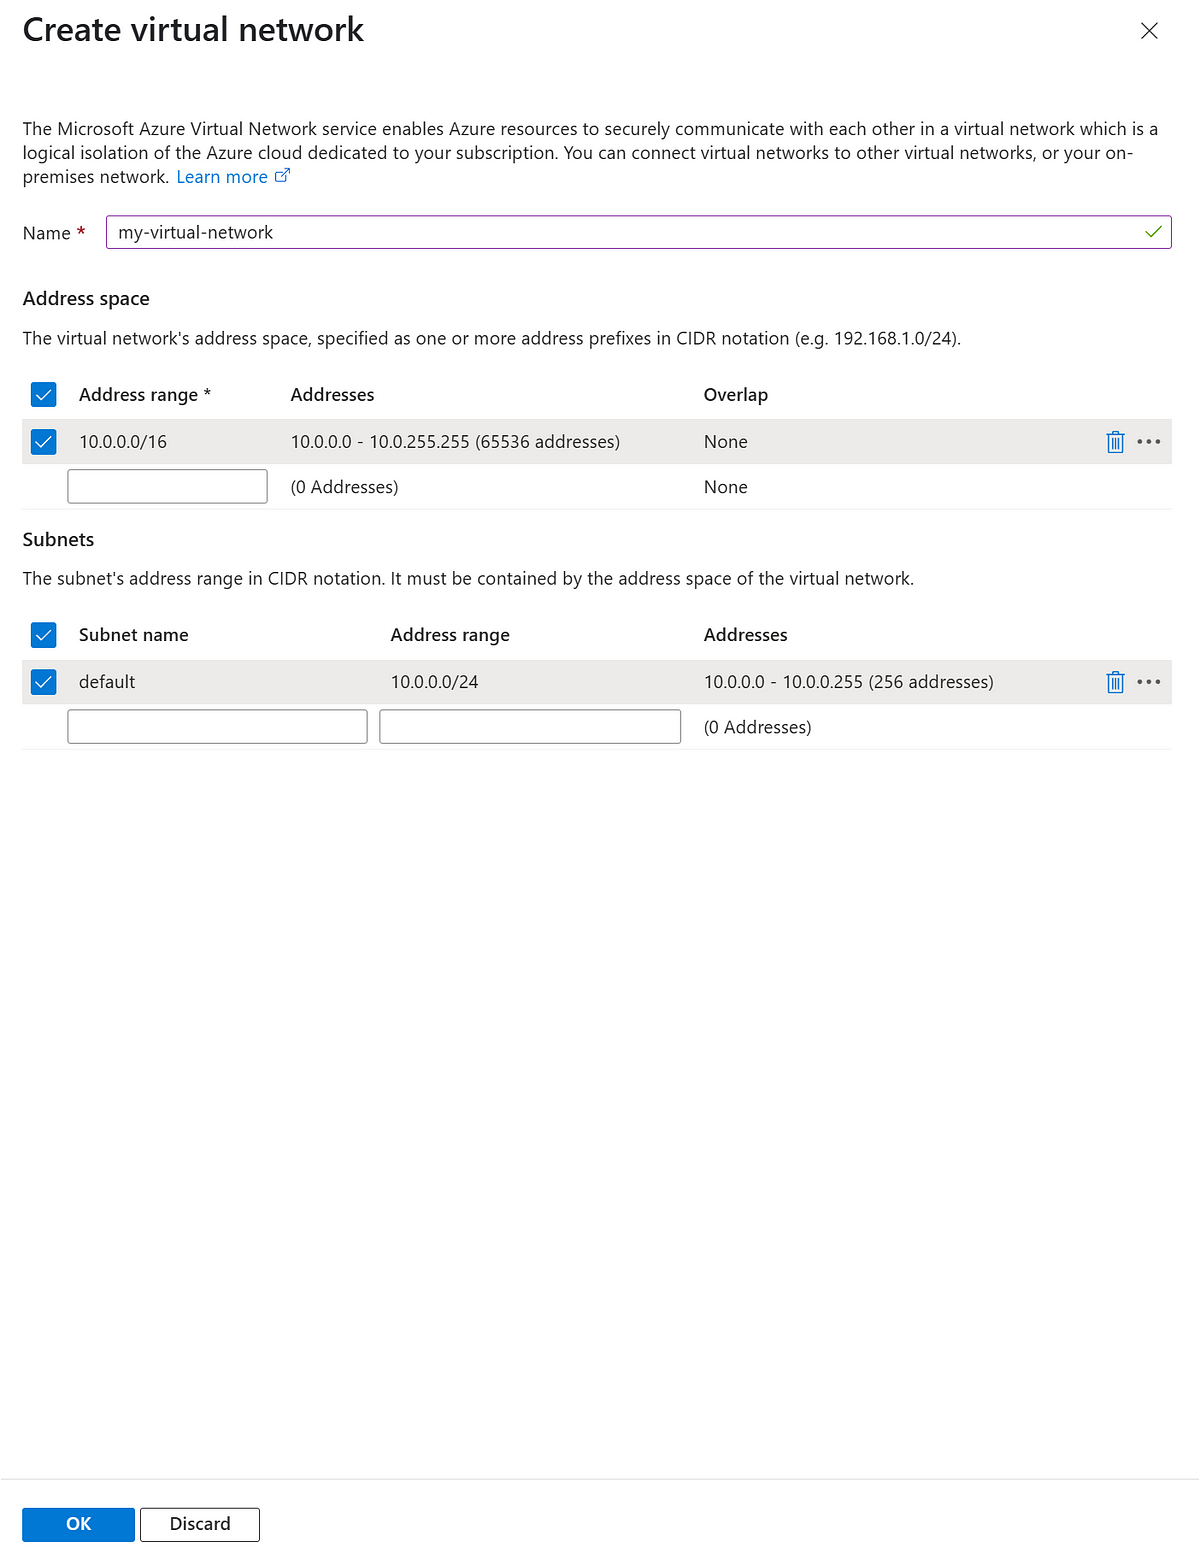 Create virtual network
The Microsoft Azure Virtual Network service enables Azure resources to securely communicate with each other in a virtual network which is a
logical isolation of the Azure cloud dedicated to your subscription. You can connect virtual networks to other virtual networks, or your on-
premises network. Learn more
Name * my-virtual-network
Address space
The virtual network's address space, specified as one or more address prefixes in CIDR notation (e.g. 192.168.1.0/24).
Address range * Addresses Overlap
10.0.0.0/16 10.0.0.0 - 10.0.255.255 (65536 addresses) None
(0 Addresses) None
Subnets
The subnet's address range in CIDR notation. It must be contained by the address space of the virtual network.
Subnet name Address range Addresses
default 10.0.0.0/24 10.0.0.0 - 10.0.0.255 (256 addresses)
(0 Addresses)
OK Discard